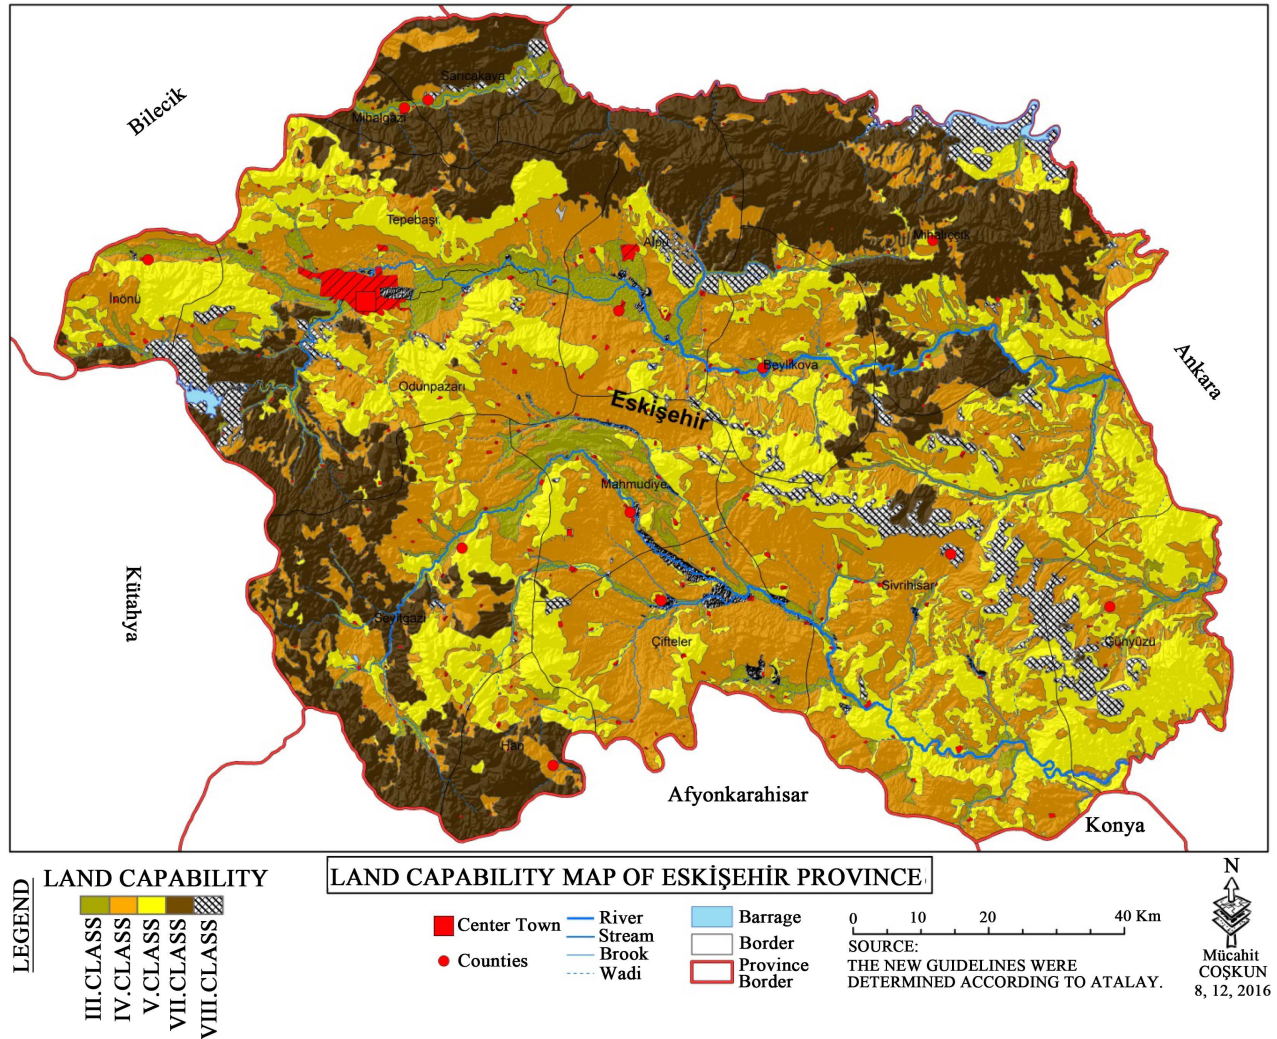 Bilecik
Sarıcakaya
Mihalgazi
Tepebaşı
Alpu
Mihalıccık
İnönü
Ankara
Beylikova
Odunpazarı
Eskişehir
Mahmudiye
Kütahya
Sivrihisar
Seyitgazi
Çifteler
Günyüzü
Han
Afyonkarahisar
Konya
LEGEND
LAND CAPABILITY
III.CLASS
IV.CLASS
V.CLASS
VII.CLASS
VIII.CLASS
LAND CAPABILITY MAP OF ESKİŞEHİR PROVINCE
Center Town
Counties
River
Stream
Brook
Wadi
Barrage
Border
Province
Border
0 10 20 40 Km
SOURCE:
THE NEW GUIDELINES WERE
DETERMINED ACCORDING TO ATALAY.
N
Mücahit
COŞKUN
8, 12, 2016